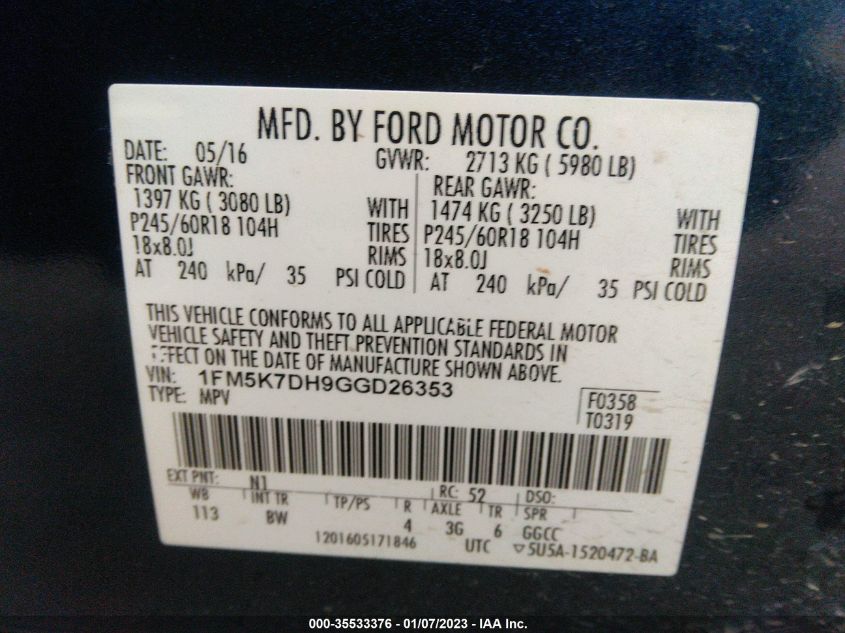 MFD. BY FORD MOTOR CO.
DATE: 05/16 GVWR: 2713 KG ( 5980 LB)
FRONT GAWR: REAR GAWR:
1397 KG ( 3080 LB) WITH 1474 KG ( 3250 LB) WITH
P245/60R18 104H TIRES P245/60R18 104H TIRES
18x8.0J RIMS 18x8.0J RIMS
AT 240 kPa/ 35 PSI COLD AT 240 kPa/ 35 PSI COLD
THIS VEHICLE CONFORMS TO ALL APPLICABLE FEDERAL MOTOR
VEHICLE SAFETY AND THEFT PREVENTION STANDARDS IN
EFFECT ON THE DATE OF MANUFACTURE SHOWN ABOVE.
VIN: 1FM5K7DH9GGD26353
TYPE: MPV
F0358
T0319
EXT PNT: N1 RC: 52 DSO:
WB INT TR TP/PS R AXLE TR SPR
113 BW 4 3G 6 GGCC
1201605171846 UTC ▽5U5A-1520472-BA
000-35533376 - 01/07/2023 - IAA Inc.